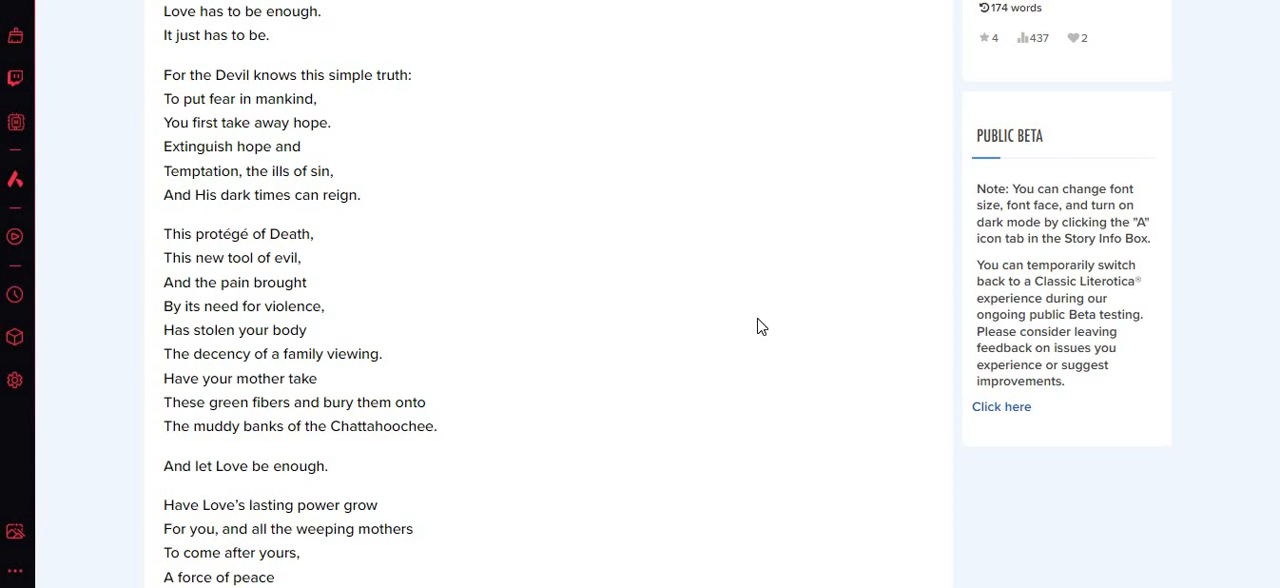 Love has to be enough.
It just has to be.
For the Devil knows this simple truth:
To put fear in mankind,
You first take away hope.
Extinguish hope and
Temptation, the ills of sin,
And His dark times can reign.
This protégé of Death,
This new tool of evil,
And the pain brought
By its need for violence,
Has stolen your body
The decency of a family viewing.
Have your mother take
These green fibers and bury them onto
The muddy banks of the Chattahoochee.
And let Love be enough.
Have Love’s lasting power grow
For you, and all the weeping mothers
To come after yours,
A force of peace
174 words
4 437 2
PUBLIC BETA
Note: You can change font
size, font face, and turn on
dark mode by clicking the "A"
icon tab in the Story Info Box.
You can temporarily switch
back to a Classic Literotica®
experience during our
ongoing public Beta testing.
Please consider leaving
feedback on issues you
experience or suggest
improvements.
Click here